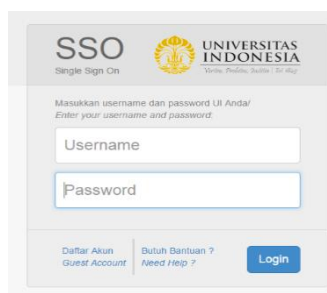 SSO
Single Sign On
UNIVERSITAS
INDONESIA
Masukkan username dan password UI Anda/
Enter your username and password:
Username
Password
Daftar Akun
Guest Account
Butuh Bantuan ?
Need Help ?
Login